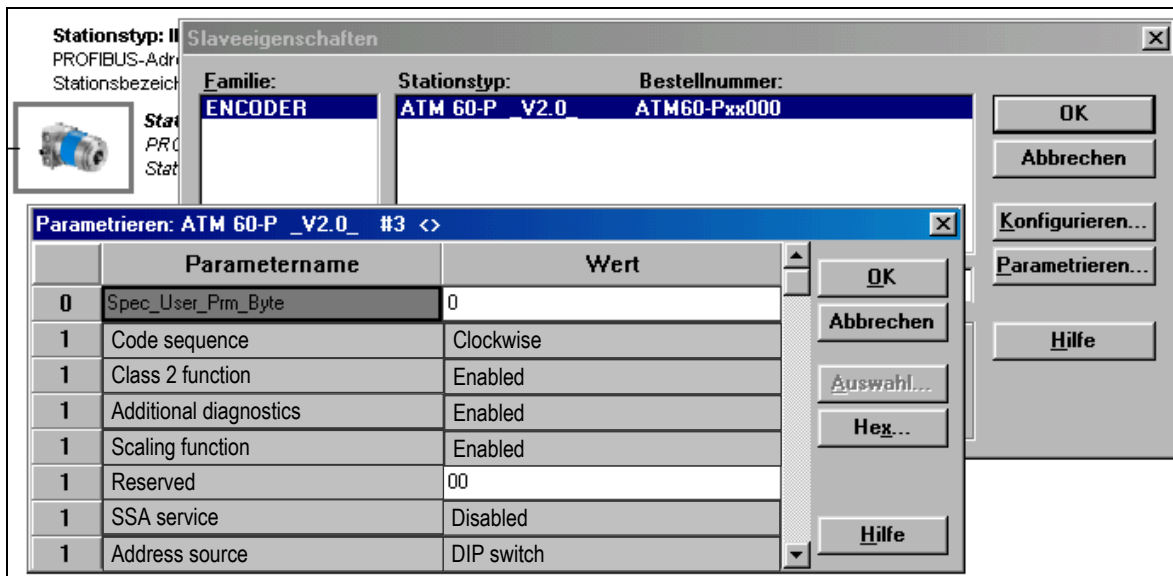 Stationstyp: II
PROFIBUS-Adr
Stationsbezeich
Stat
PRO
Stat
Slaveeigenschaften
Familie:
ENCODER
Stationstyp: Bestellnummer:
ATM 60-P _V2.0_ ATM60-Pxx000
OK
Abbrechen
Konfigurieren...
Parametrieren...
Hilfe
Parametrieren: ATM 60-P _V2.0_ #3 <>
Parametername Wert
0 Spec_User_Prm_Byte 0
1 Code sequence Clockwise
1 Class 2 function Enabled
1 Additional diagnostics Enabled
1 Scaling function Enabled
1 Reserved 00
1 SSA service Disabled
1 Address source DIP switch
OK
Abbrechen
Auswahl...
Hex...
Hilfe